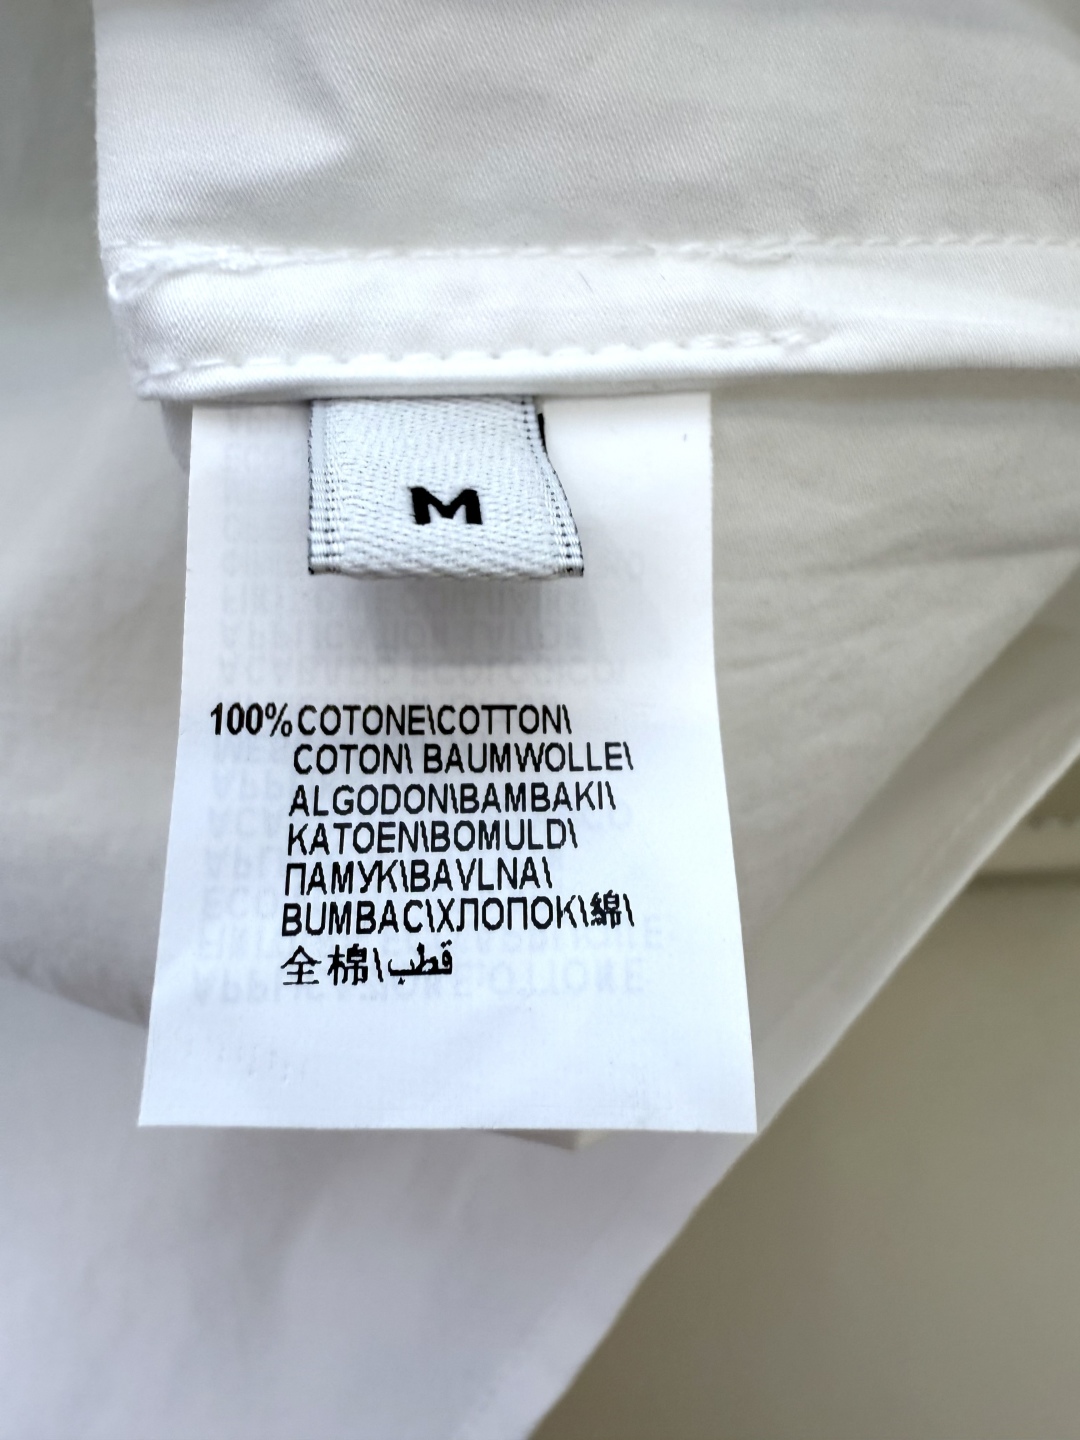 M
100% COTONE\COTTON\
COTON\ BAUMWOLLE\
ALGODON\BAMBAKI\
KATOEN\BOMULD\
ПАМУК\BAVLNA\
BUMBAC\ХЛОПОК\綿\
全棉\قطب